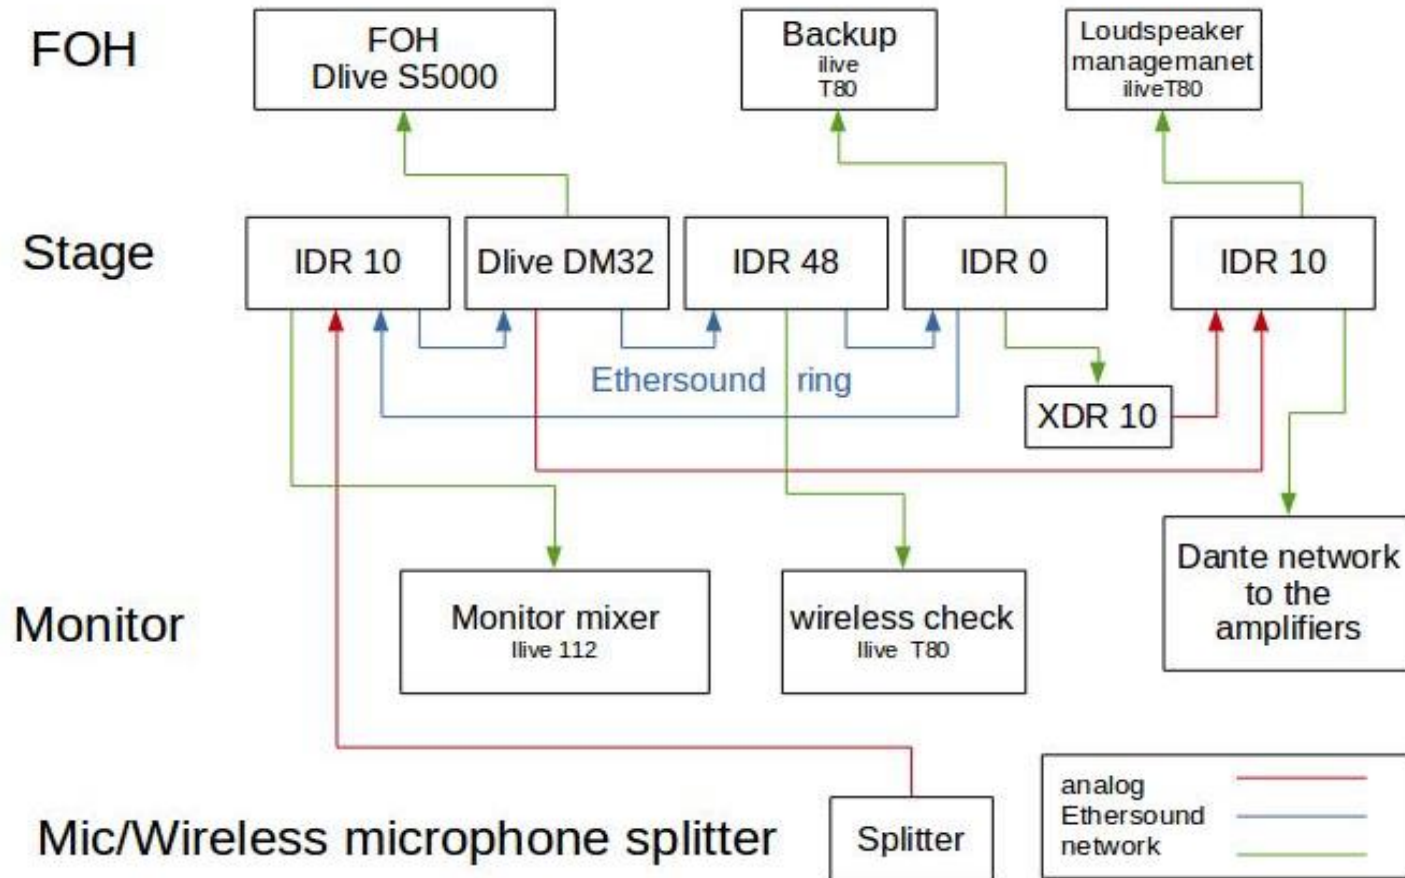 FOH
FOH
Dlive S5000
Backup
ilive
T80
Loudspeaker
managemanet
iliveT80
Stage
IDR 10
Dlive DM32
IDR 48
IDR 0
IDR 10
Ethersound ring
XDR 10
Monitor
Monitor mixer
Ilive 112
wireless check
Ilive T80
Dante network
to the
amplifiers
Mic/Wireless microphone splitter
Splitter
analog
Ethersound
network